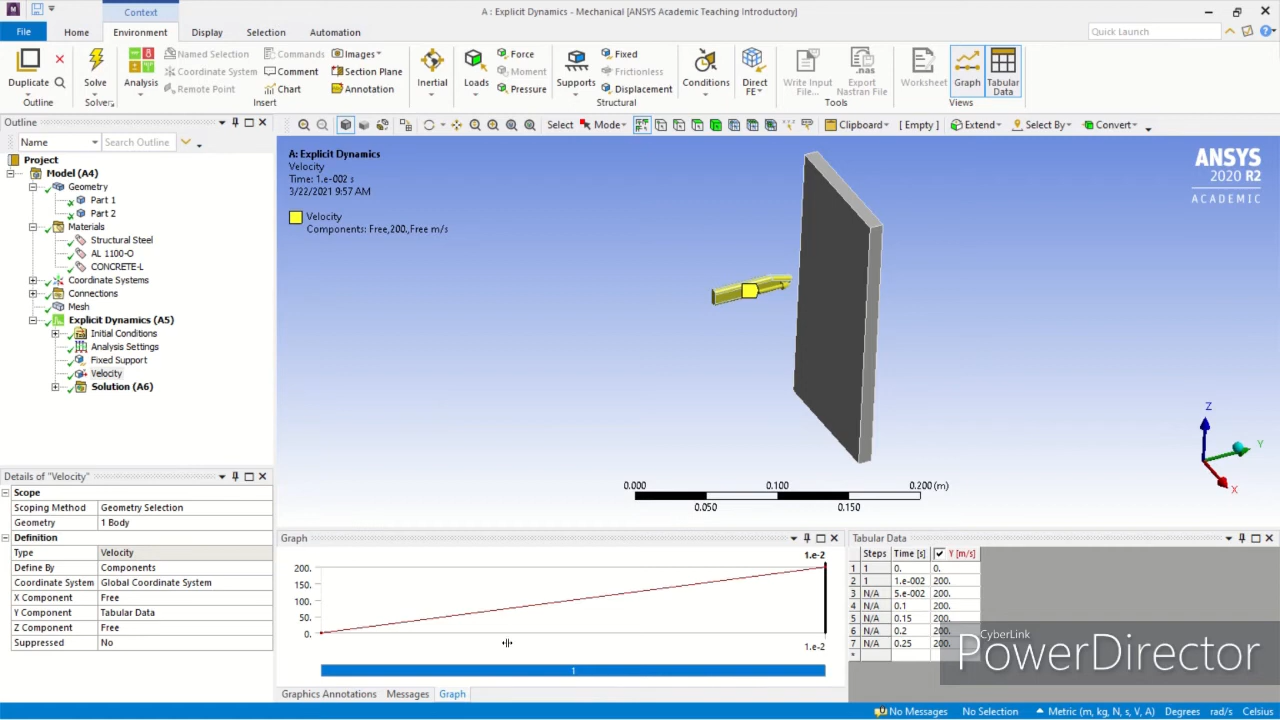 A : Explicit Dynamics - Mechanical [ANSYS Academic Teaching Introductory]
Context
File Home Environment Display Selection Automation Quick Launch
Duplicate
Outline
Solve
Solver
Analysis
Named Selection Commands Images
Coordinate System Comment Section Plane
Remote Point Chart Annotation
Insert
Inertial
Loads
Force
Moment
Pressure
Supports
Fixed
Frictionless
Displacement
Structural
Conditions
Direct
FE
Write Input
File...
Export
Nastran File
Tools
Worksheet
Graph
Tabular
Data
Views
Outline
Name Search Outline
Select Mode Clipboard [ Empty ] Extend Select By Convert
Project
Model (A4)
Geometry
Part 1
Part 2
Materials
Structural Steel
AL 1100-O
CONCRETE-L
Coordinate Systems
Connections
Mesh
Explicit Dynamics (A5)
Initial Conditions
Analysis Settings
Fixed Support
Velocity
Solution (A6)
A: Explicit Dynamics
Velocity
Time: 1.e-002 s
3/22/2021 9:57 AM
Velocity
Components: Free,200.,Free m/s
ANSYS
2020 R2
ACADEMIC
Z
Y
X
0.000 0.100 0.200 (m)
0.050 0.150
Details of "Velocity"
Scope
Scoping Method Geometry Selection
Geometry 1 Body
Definition
Type Velocity
Define By Components
Coordinate System Global Coordinate System
X Component Free
Y Component Tabular Data
Z Component Free
Suppressed No
Graph
1.e-2
200.
150.
100.
50.
0.
1.e-2
1
Graphics Annotations Messages Graph
Tabular Data
Steps Time [s] Y [m/s]
1 1 0. 0.
2 1 1.e-002 200.
3 N/A 5.e-002 200.
4 N/A 0.1 200.
5 N/A 0.15 200.
6 N/A 0.2 200.
7 N/A 0.25 200.
*
CyberLink
PowerDirector
No Messages No Selection Metric (m, kg, N, s, V, A) Degrees rad/s Celsius